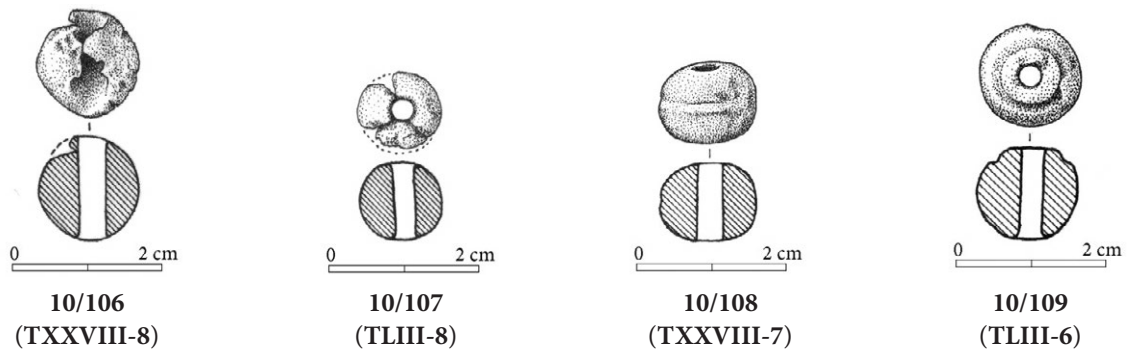 0 2 cm
10/106
(TXXVIII-8)
0 2 cm
10/107
(TLIII-8)
0 2 cm
10/108
(TXXVIII-7)
0 2 cm
10/109
(TLIII-6)